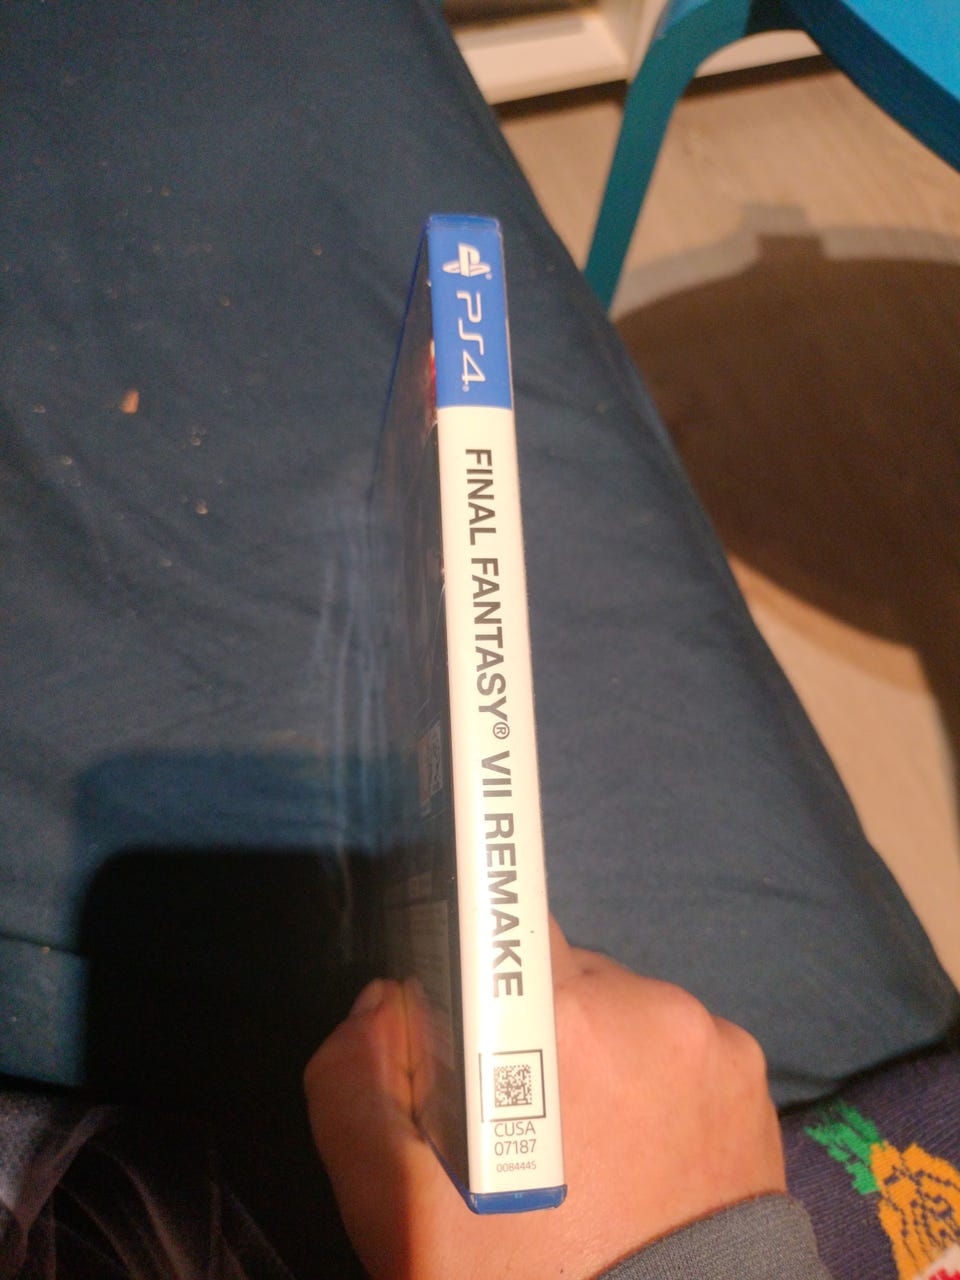 PS4
FINAL FANTASY® VII REMAKE
CUSA
07187
0084445